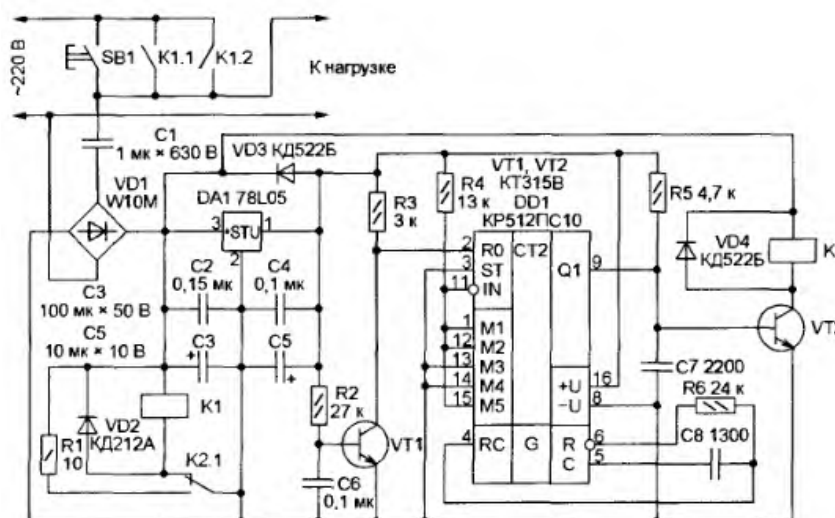 ~220 В
SB1
K1.1
K1.2
К нагрузке
C1
1 мк × 630 В
VD3 КД522Б
VD1
W10M
DA1 78L05
3
STU
1
2
R3
3 к
R4
13 к
VT1, VT2
КТ315В
DD1
КР512ПС10
R5 4,7 к
VD4
КД522Б
C2
0,15 мк
C4
0,1 мк
C3
100 мк × 50 В
C5
10 мк × 10 В
C3
C5
+
+
2
3
11
1
12
13
14
15
4
R0
ST
IN
M1
M2
M3
M4
M5
RC
CT2
G
Q1
+U
–U
R
C
9
16
8
6
5
C7 2200
R6 24 к
C8 1300
R2
27 к
VT1
K1
VD2
КД212А
R1
10
K2.1
C6
0,1 мк